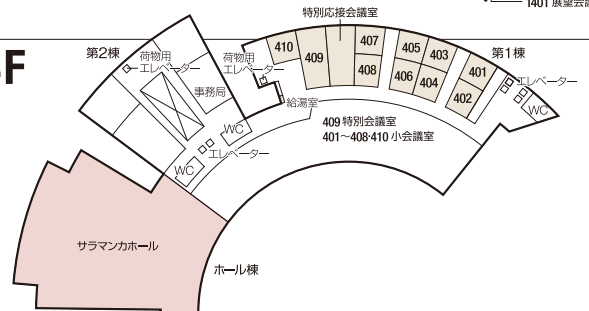 1401 展望会
特別応接会議室
F
第2棟
荷物用
エレベーター
事務局
荷物用
エレベーター
410
409
407
408
405
403
406
404
401
402
第1棟
エレベーター
WC
給湯室
WC
エレベーター
WC
409 特別会議室
401～408・410 小会議室
サラマンカホール
ホール棟